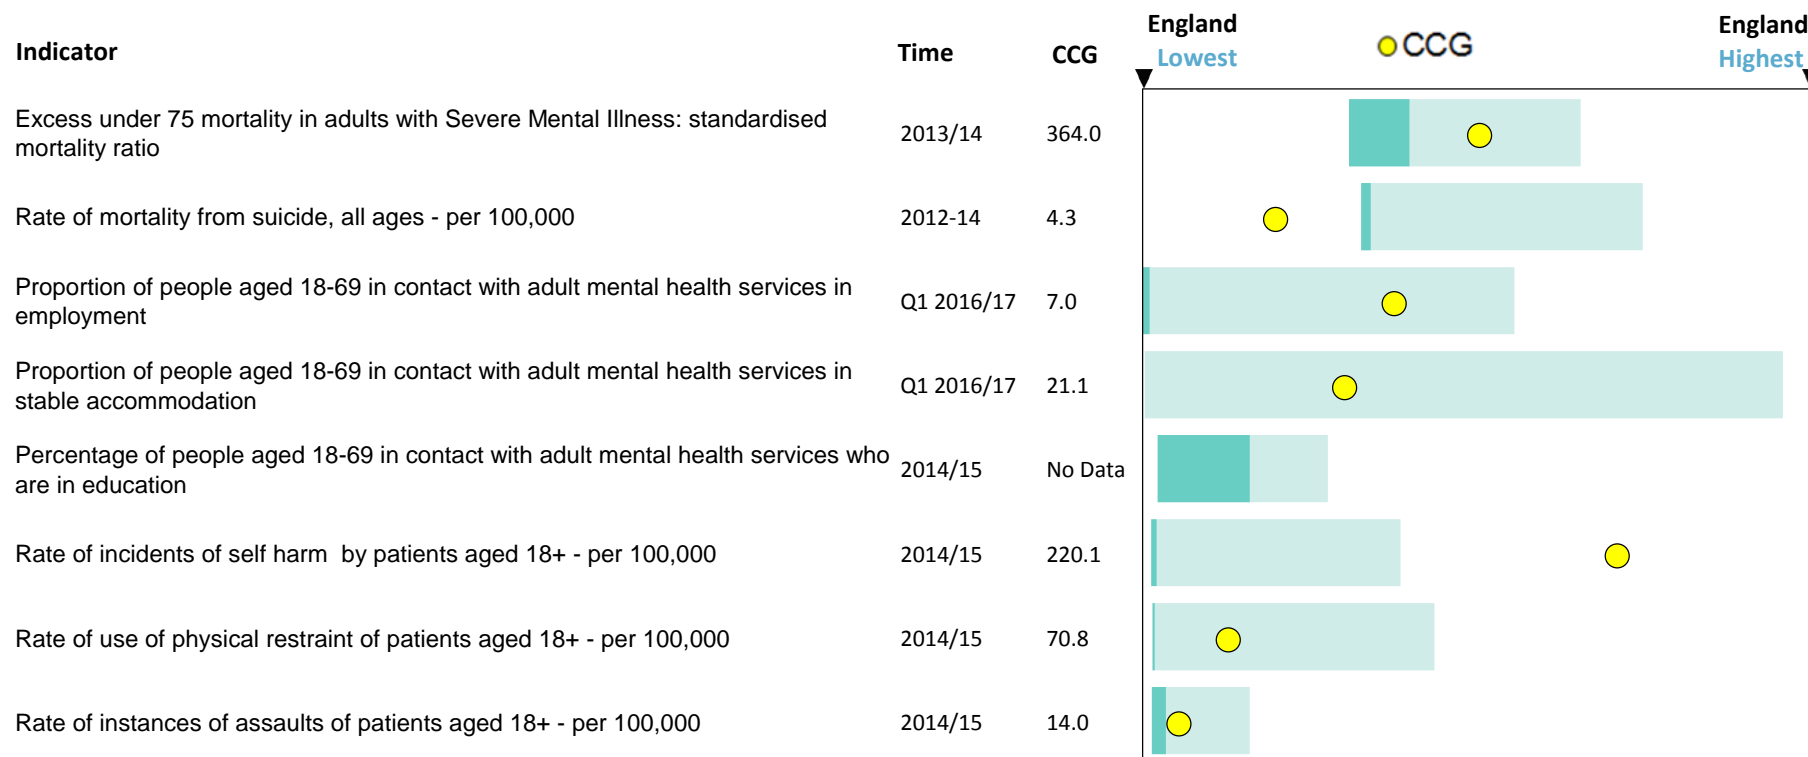 England England
Indicator Time CCG Lowest CCG Highest
Excess under 75 mortality in adults with Severe Mental Illness: standardised
mortality ratio 2013/14 364.0
Rate of mortality from suicide, all ages - per 100,000 2012-14 4.3
Proportion of people aged 18-69 in contact with adult mental health services in
employment Q1 2016/17 7.0
Proportion of people aged 18-69 in contact with adult mental health services in
stable accommodation Q1 2016/17 21.1
Percentage of people aged 18-69 in contact with adult mental health services who
are in education 2014/15 No Data
Rate of incidents of self harm  by patients aged 18+ - per 100,000 2014/15 220.1
Rate of use of physical restraint of patients aged 18+ - per 100,000 2014/15 70.8
Rate of instances of assaults of patients aged 18+ - per 100,000 2014/15 14.0